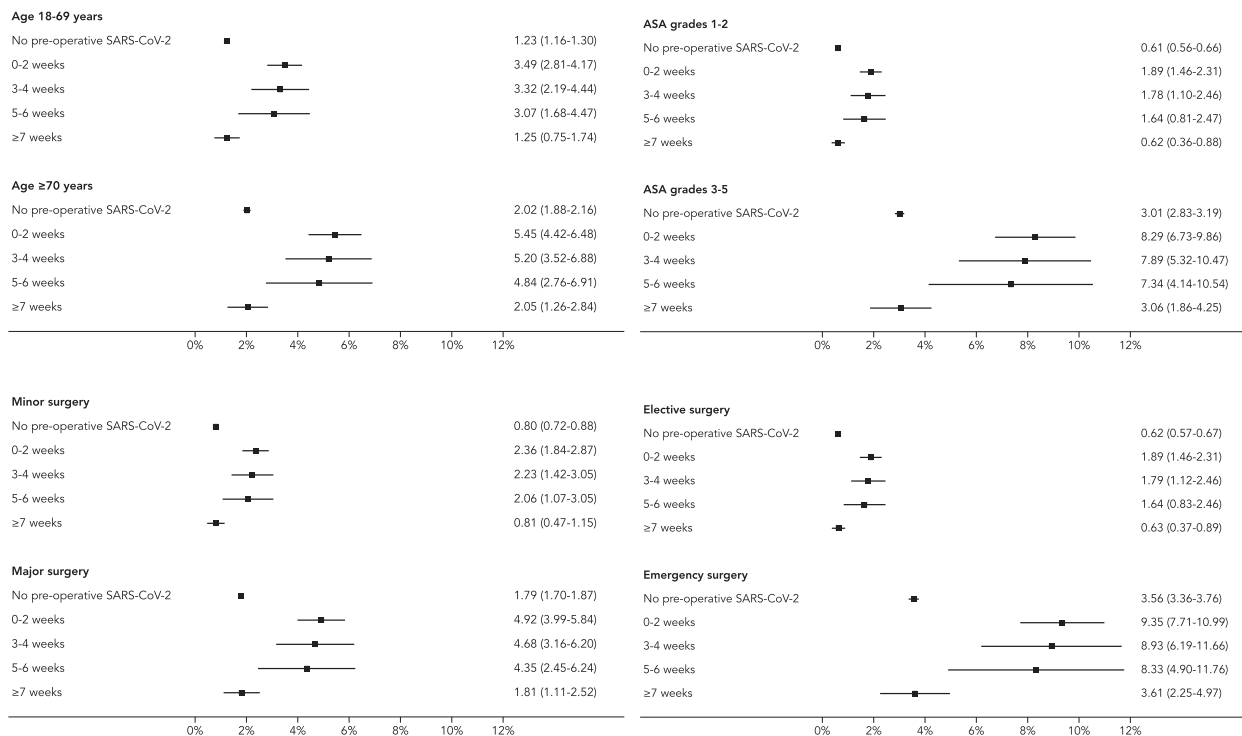 Age 18-69 years
No pre-operative SARS-CoV-2 1.23 (1.16-1.30)
0-2 weeks 3.49 (2.81-4.17)
3-4 weeks 3.32 (2.19-4.44)
5-6 weeks 3.07 (1.68-4.47)
≥7 weeks 1.25 (0.75-1.74)
Age ≥70 years
No pre-operative SARS-CoV-2 2.02 (1.88-2.16)
0-2 weeks 5.45 (4.42-6.48)
3-4 weeks 5.20 (3.52-6.88)
5-6 weeks 4.84 (2.76-6.91)
≥7 weeks 2.05 (1.26-2.84)
0% 2% 4% 6% 8% 10% 12%
ASA grades 1-2
No pre-operative SARS-CoV-2 0.61 (0.56-0.66)
0-2 weeks 1.89 (1.46-2.31)
3-4 weeks 1.78 (1.10-2.46)
5-6 weeks 1.64 (0.81-2.47)
≥7 weeks 0.62 (0.36-0.88)
ASA grades 3-5
No pre-operative SARS-CoV-2 3.01 (2.83-3.19)
0-2 weeks 8.29 (6.73-9.86)
3-4 weeks 7.89 (5.32-10.47)
5-6 weeks 7.34 (4.14-10.54)
≥7 weeks 3.06 (1.86-4.25)
0% 2% 4% 6% 8% 10% 12%
Minor surgery
No pre-operative SARS-CoV-2 0.80 (0.72-0.88)
0-2 weeks 2.36 (1.84-2.87)
3-4 weeks 2.23 (1.42-3.05)
5-6 weeks 2.06 (1.07-3.05)
≥7 weeks 0.81 (0.47-1.15)
Major surgery
No pre-operative SARS-CoV-2 1.79 (1.70-1.87)
0-2 weeks 4.92 (3.99-5.84)
3-4 weeks 4.68 (3.16-6.20)
5-6 weeks 4.35 (2.45-6.24)
≥7 weeks 1.81 (1.11-2.52)
0% 2% 4% 6% 8% 10% 12%
Elective surgery
No pre-operative SARS-CoV-2 0.62 (0.57-0.67)
0-2 weeks 1.89 (1.46-2.31)
3-4 weeks 1.79 (1.12-2.46)
5-6 weeks 1.64 (0.83-2.46)
≥7 weeks 0.63 (0.37-0.89)
Emergency surgery
No pre-operative SARS-CoV-2 3.56 (3.36-3.76)
0-2 weeks 9.35 (7.71-10.99)
3-4 weeks 8.93 (6.19-11.66)
5-6 weeks 8.33 (4.90-11.76)
≥7 weeks 3.61 (2.25-4.97)
0% 2% 4% 6% 8% 10% 12%